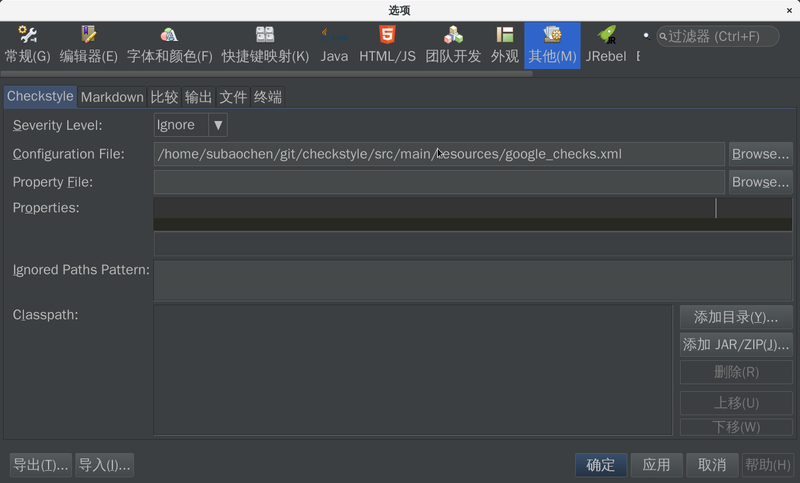 选项
×
常规(G) 编辑器(E) 字体和颜色(F) 快捷键映射(K) Java HTML/JS 团队开发 外观 其他(M) JRebel
过滤器 (Ctrl+F)
Checkstyle Markdown 比较 输出 文件 终端
Severity Level: Ignore
Configuration File: /home/subaochen/git/checkstyle/src/main/resources/google_checks.xml Browse...
Property File: Browse...
Properties:
Ignored Paths Pattern:
Classpath:
添加目录(Y)...
添加 JAR/ZIP(J)...
删除(R)
上移(U)
下移(W)
导出(T)... 导入(I)... 确定 应用 取消 帮助(H)